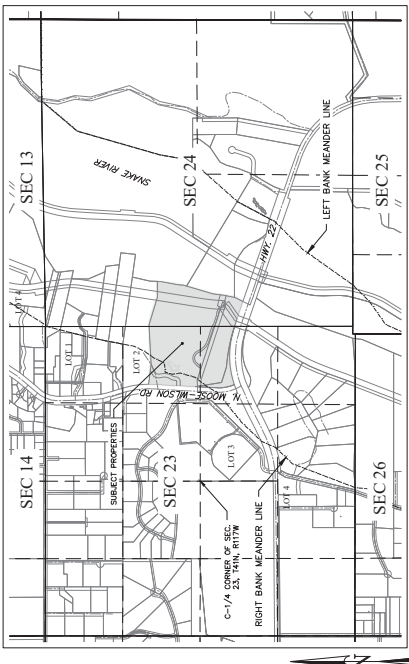 SEC 13
SEC 14
SNAKE RIVER
SEC 24
LEFT BANK MEANDER LINE
HWY. 22
SEC 25
LOT 4
LOT 1
LOT 2
N. MOOSE-WILSON RD.
SUBJECT PROPERTIES
SEC 23
LOT 3
LOT 4
SEC 26
C-1/4 CORNER OF SEC.
23, T41N, R117W
RIGHT BANK MEANDER LINE